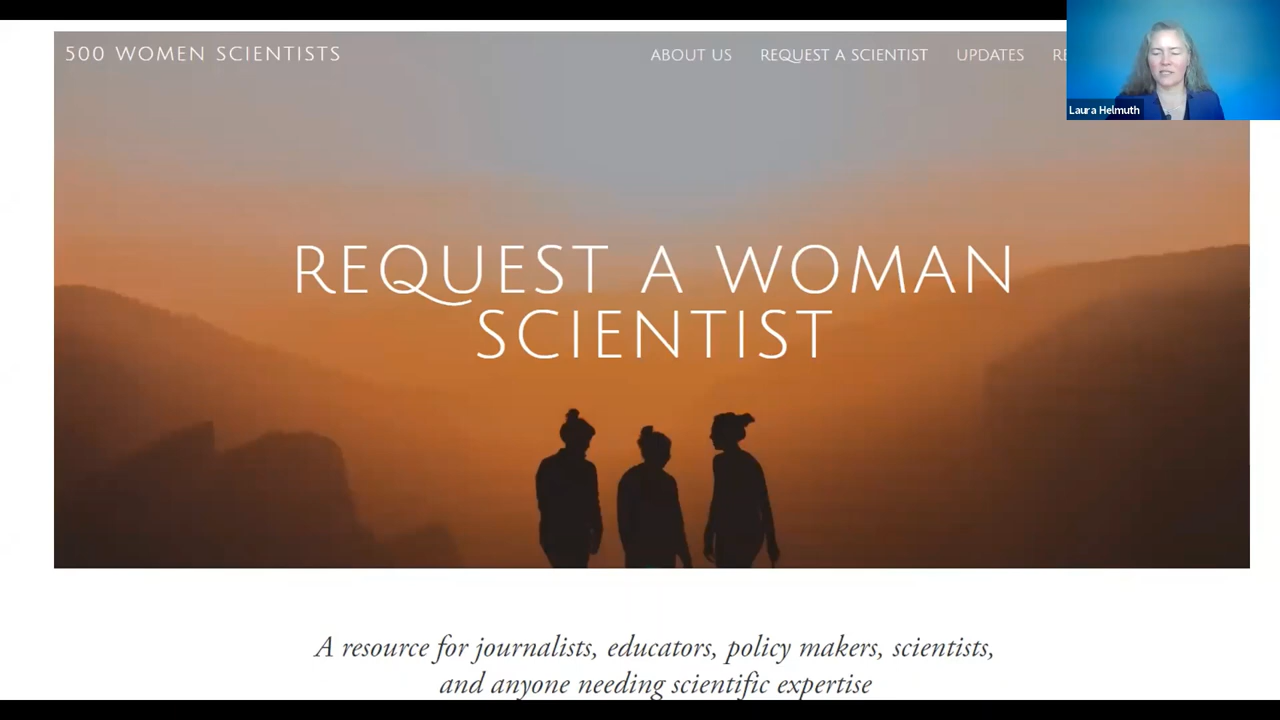 500 WOMEN SCIENTISTS
ABOUT US REQUEST A SCIENTIST UPDATES
Laura Helmuth
REQUEST A WOMAN
SCIENTIST
A resource for journalists, educators, policy makers, scientists,
and anyone needing scientific expertise